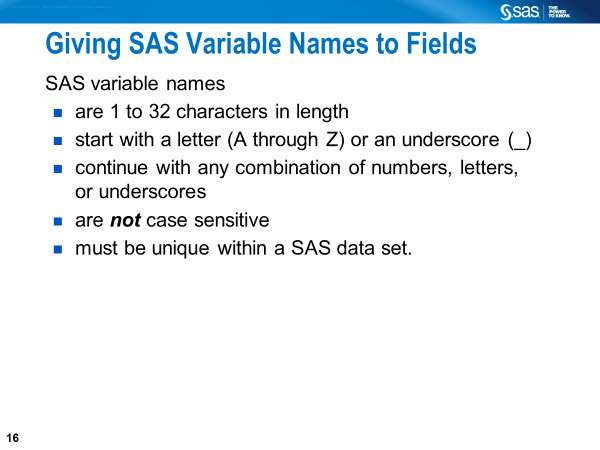 sas THE
POWER
TO KNOW.
Giving SAS Variable Names to Fields
SAS variable names
■ are 1 to 32 characters in length
■ start with a letter (A through Z) or an underscore (_)
■ continue with any combination of numbers, letters,
or underscores
■ are not case sensitive
■ must be unique within a SAS data set.
16